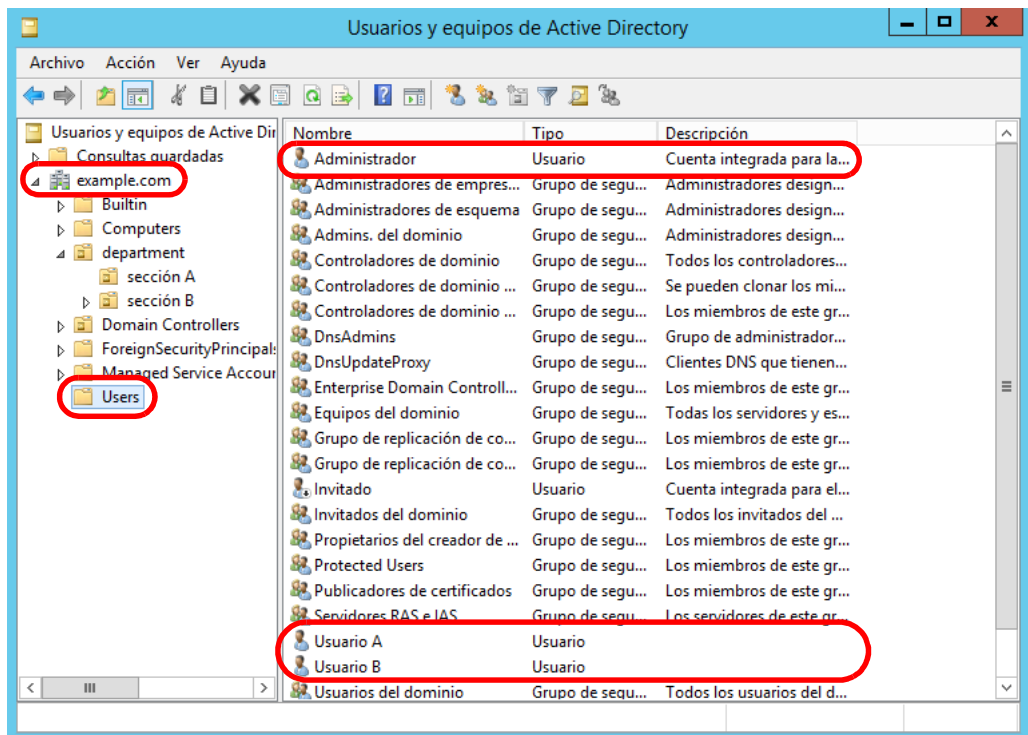 Usuarios y equipos de Active Directory
Archivo Acción Ver Ayuda
Usuarios y equipos de Active Dir
Consultas guardadas
example.com
Builtin
Computers
department
sección A
sección B
Domain Controllers
ForeignSecurityPrincipals
Managed Service Accour
Users
Nombre Tipo Descripción
Administrador Usuario Cuenta integrada para la...
Administradores de empres... Grupo de segu... Administradores design...
Administradores de esquema Grupo de segu... Administradores design...
Admins. del dominio Grupo de segu... Administradores design...
Controladores de dominio Grupo de segu... Todos los controladores...
Controladores de dominio ... Grupo de segu... Se pueden clonar los mi...
Controladores de dominio ... Grupo de segu... Los miembros de este gr...
DnsAdmins Grupo de segu... Grupo de administrador...
DnsUpdateProxy Grupo de segu... Clientes DNS que tienen...
Enterprise Domain Controll... Grupo de segu... Los miembros de este gr...
Equipos del dominio Grupo de segu... Todas los servidores y es...
Grupo de replicación de co... Grupo de segu... Los miembros de este gr...
Grupo de replicación de co... Grupo de segu... Los miembros de este gr...
Invitado Usuario Cuenta integrada para el...
Invitados del dominio Grupo de segu... Todos los invitados del ...
Propietarios del creador de ... Grupo de segu... Los miembros de este gr...
Protected Users Grupo de segu... Los miembros de este gr...
Publicadores de certificados Grupo de segu... Los miembros de este gr...
Servidores RAS e IAS Grupo de segu... Los servidores de este gr...
Usuario A Usuario
Usuario B Usuario
Usuarios del dominio Grupo de segu... Todos los usuarios del d...